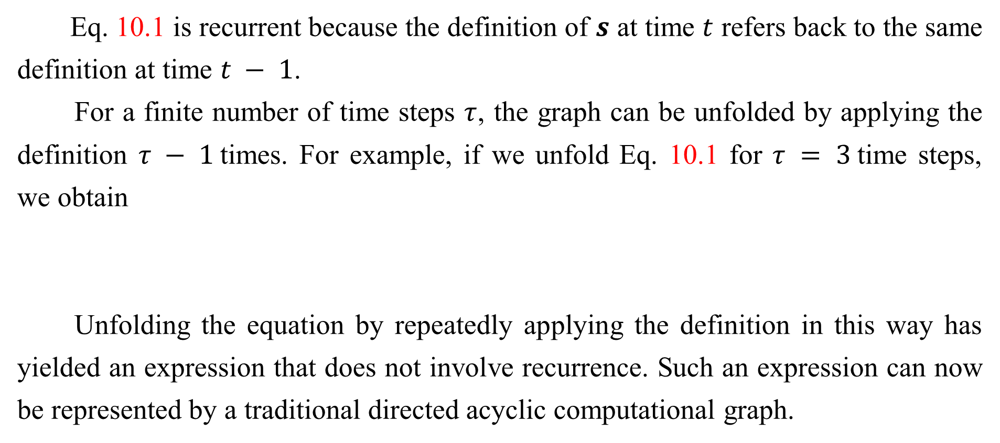 Eq. 10.1 is recurrent because the definition of s at time t refers back to the same
definition at time t − 1.
For a finite number of time steps τ, the graph can be unfolded by applying the
definition τ − 1 times. For example, if we unfold Eq. 10.1 for τ = 3 time steps,
we obtain
Unfolding the equation by repeatedly applying the definition in this way has
yielded an expression that does not involve recurrence. Such an expression can now
be represented by a traditional directed acyclic computational graph.